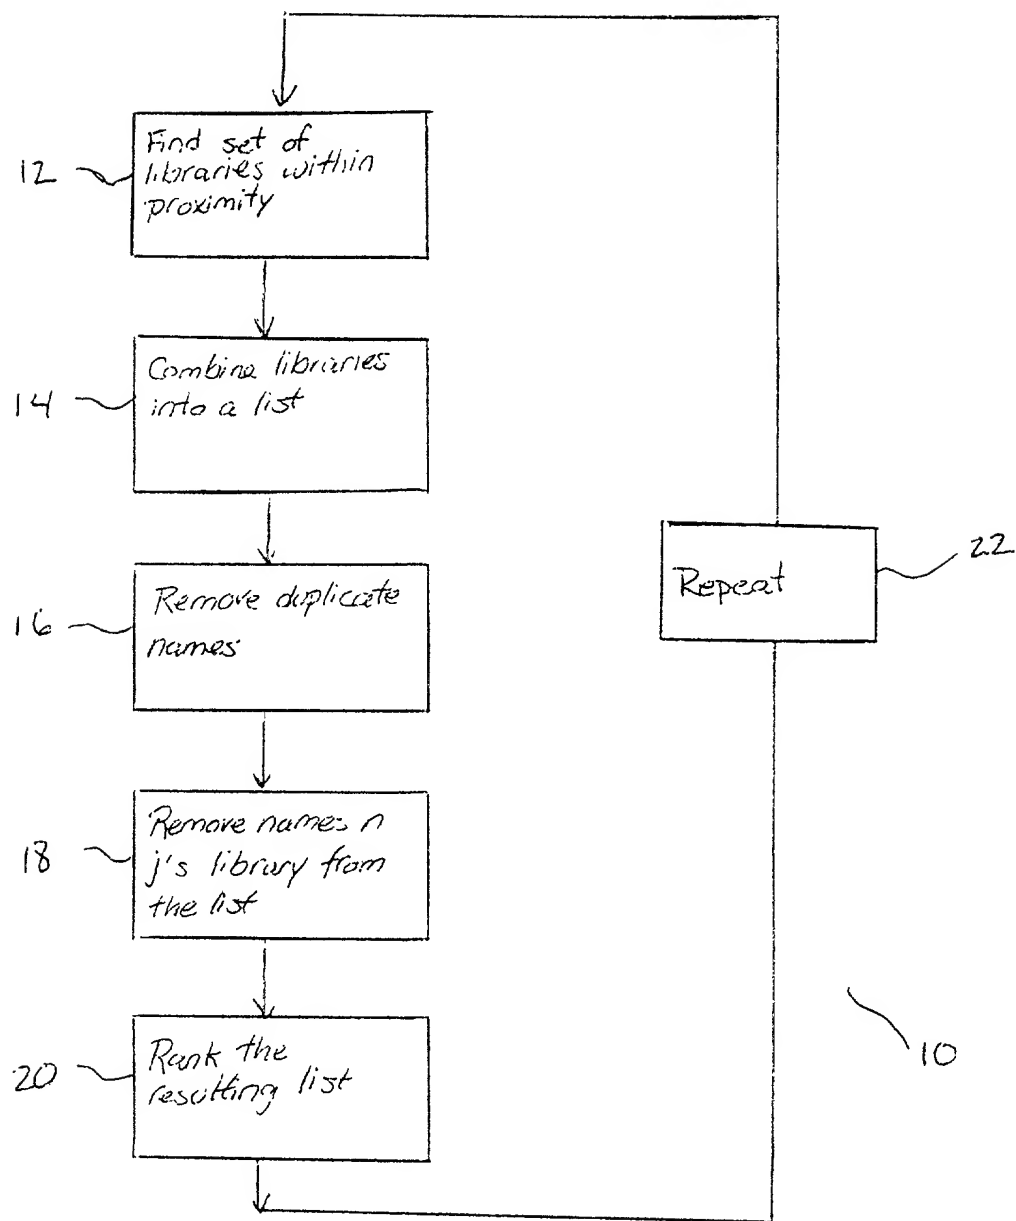 12
Find set of
libraries within
proximity
14
Combine libraries
into a list
16
Remove duplicate
names
22
Repeat
18
Remove names n
j's library from
the list
20
Rank the
resulting list
10